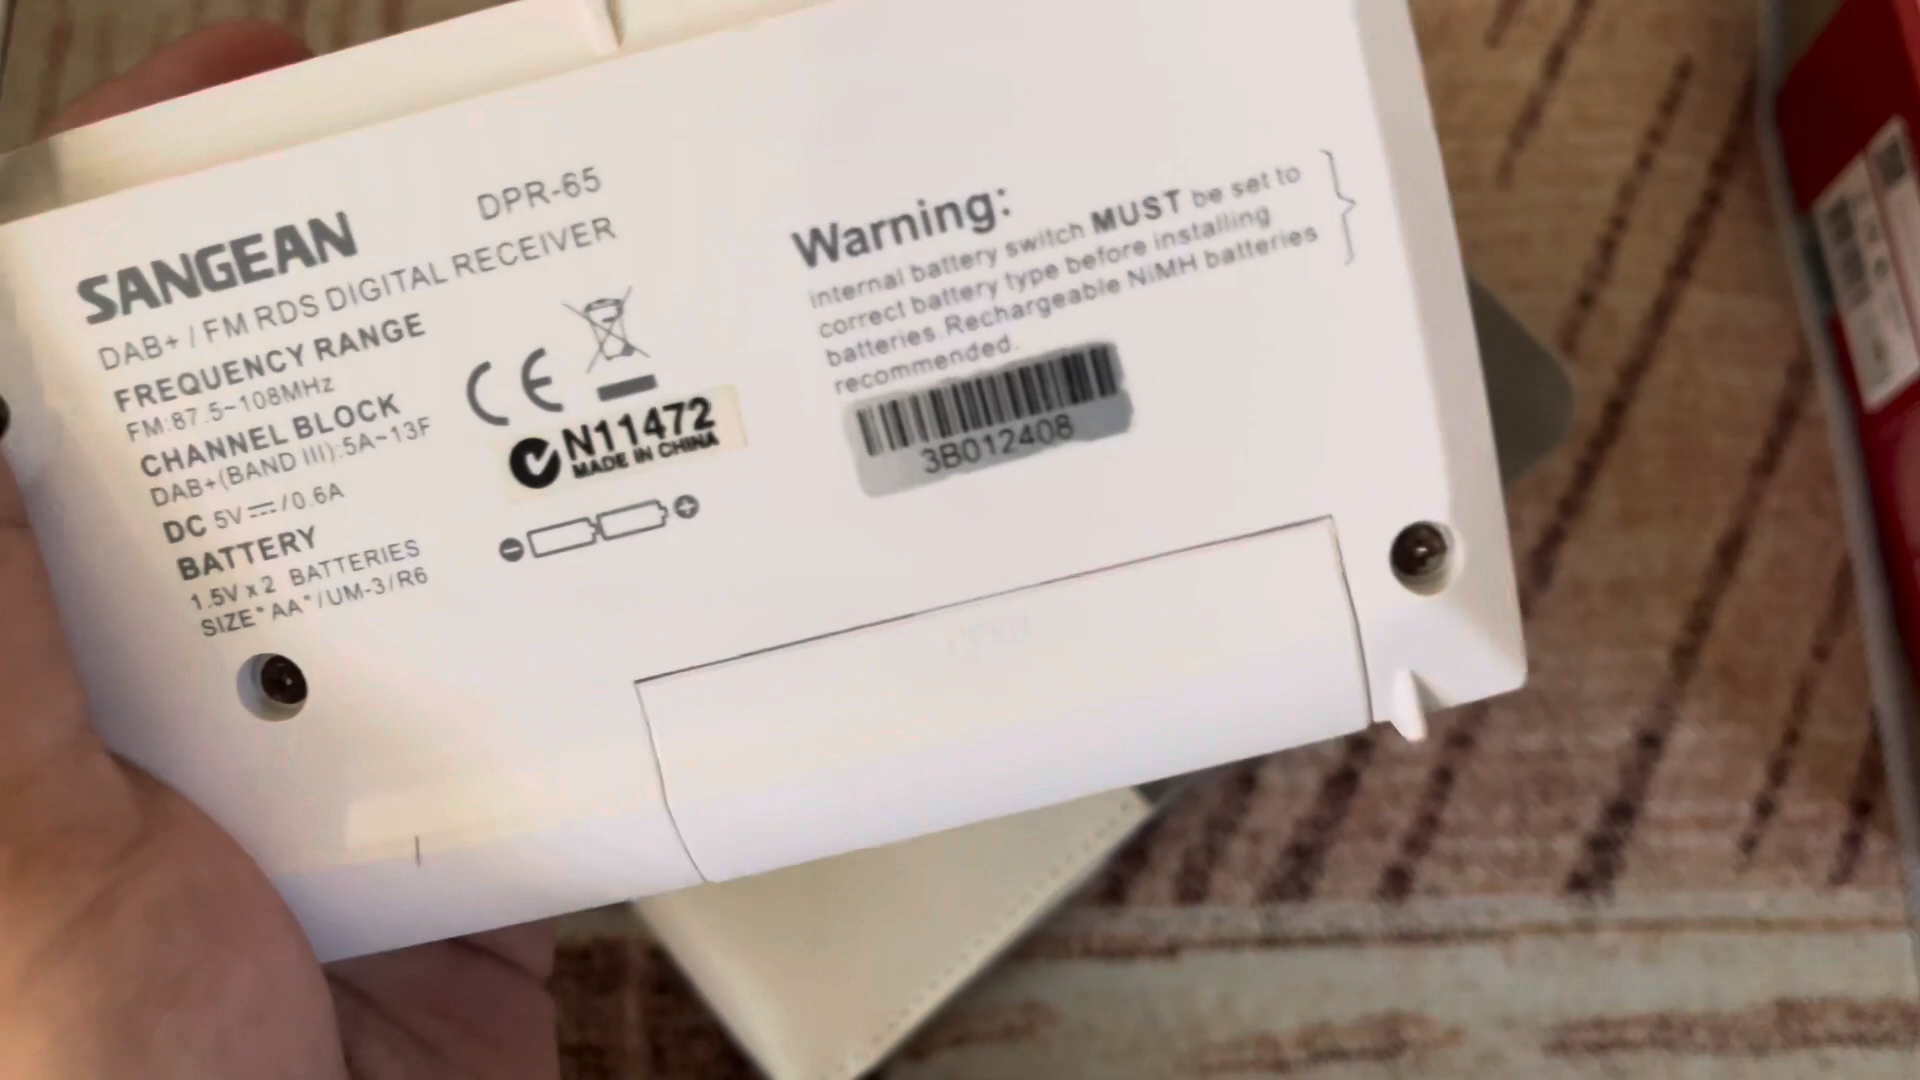 SANGEAN
DPR-65
DAB+ / FM RDS DIGITAL RECEIVER
FREQUENCY RANGE
FM:87.5~108MHz
CHANNEL BLOCK
DAB+(BAND III):5A~13F
DC 5V⎓/0.6A
BATTERY
1.5V x 2 BATTERIES
SIZE"AA"/UM-3/R6
CE
N11472
MADE IN CHINA
Warning:
internal battery switch MUST be set to
correct battery type before installing
batteries.Rechargeable NiMH batteries
recommended.
3B012408